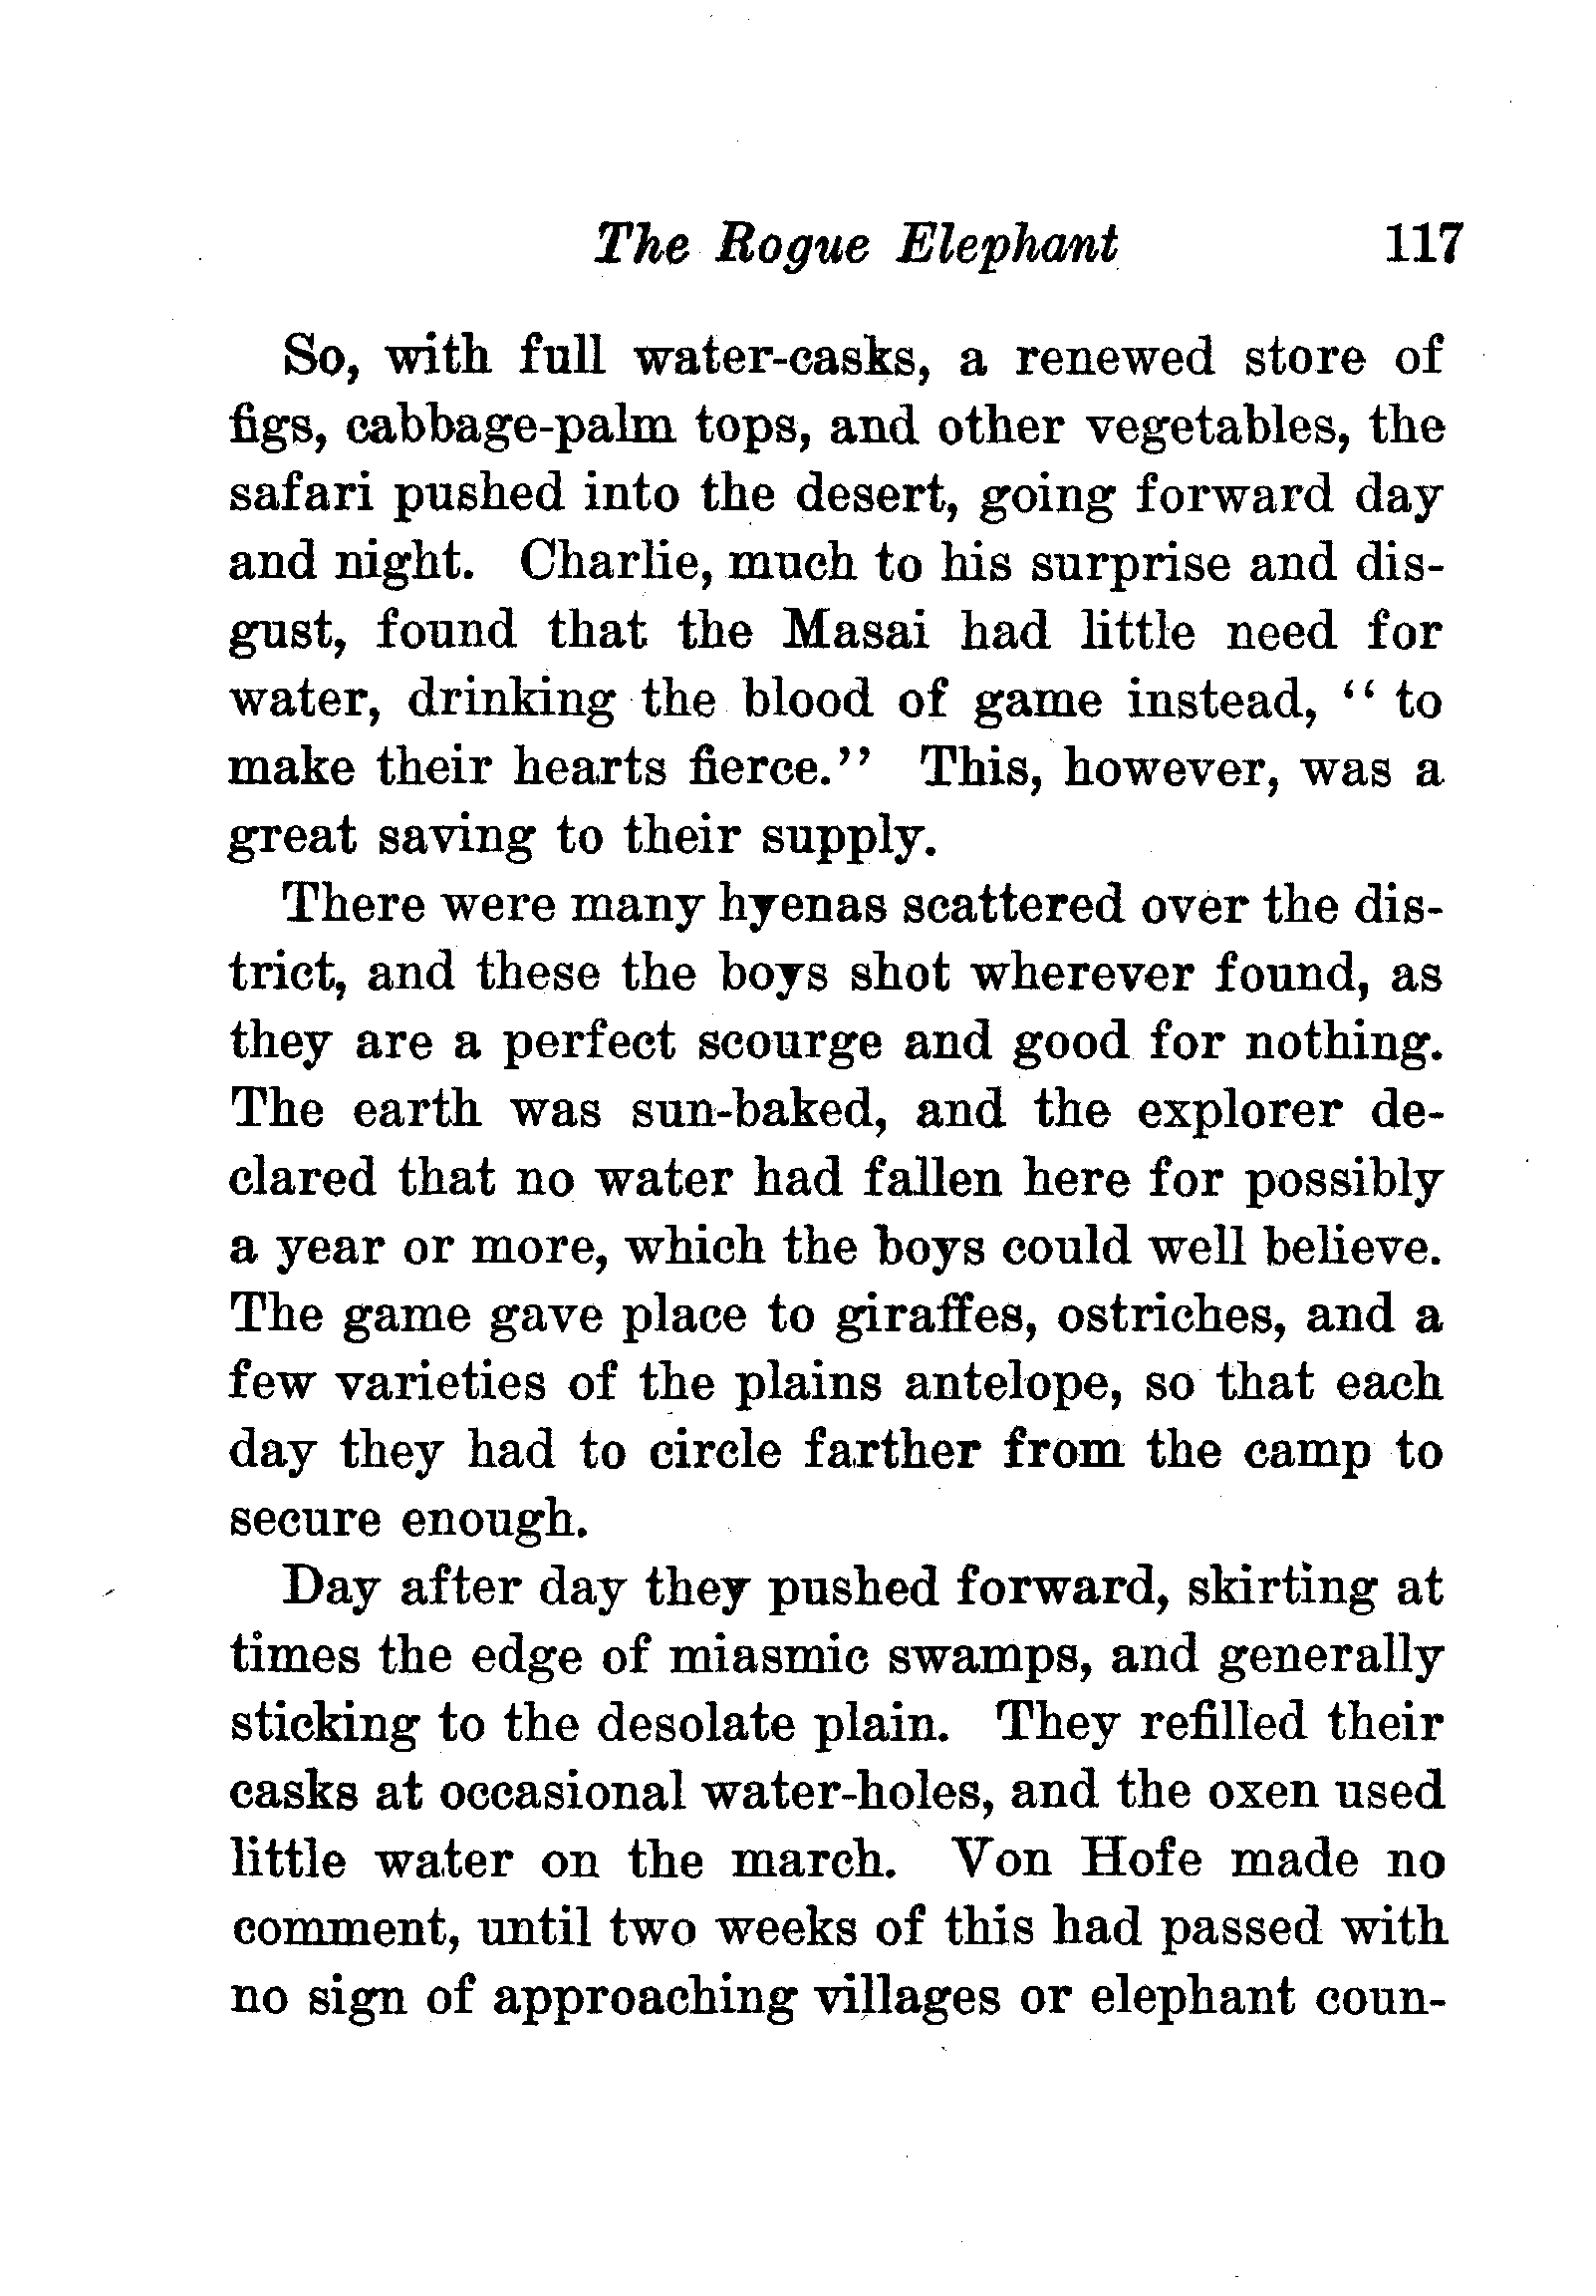 The Rogue Elephant 117
So, with full water-casks, a renewed store of
figs, cabbage-palm tops, and other vegetables, the
safari pushed into the desert, going forward day
and night. Charlie, much to his surprise and dis-
gust, found that the Masai had little need for
water, drinking the blood of game instead, “ to
make their hearts fierce.” This, however, was a
great saving to their supply.
There were many hyenas scattered over the dis-
trict, and these the boys shot wherever found, as
they are a perfect scourge and good for nothing.
The earth was sun-baked, and the explorer de-
clared that no water had fallen here for possibly
a year or more, which the boys could well believe.
The game gave place to giraffes, ostriches, and a
few varieties of the plains antelope, so that each
day they had to circle farther from the camp to
secure enough.
Day after day they pushed forward, skirting at
times the edge of miasmic swamps, and generally
sticking to the desolate plain. They refilled their
casks at occasional water-holes, and the oxen used
little water on the march. Von Hofe made no
comment, until two weeks of this had passed with
no sign of approaching villages or elephant coun-